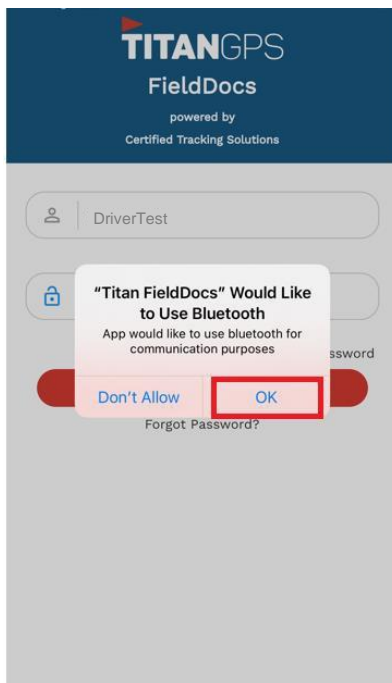 TITANGPS
FieldDocs
powered by
Certified Tracking Solutions
DriverTest
"Titan FieldDocs" Would Like
to Use Bluetooth
App would like to use bluetooth for
communication purposes
ssword
Don't Allow
OK
Forgot Password?